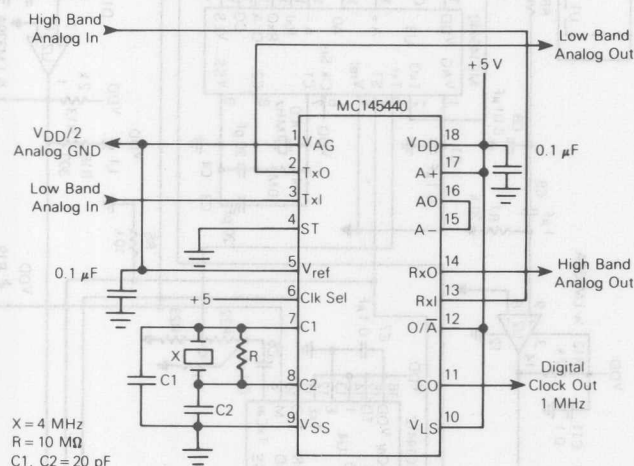 High Band
Analog In
Low Band
Analog Out
+5 V
MC145440
VDD/2
Analog GND
1 VAG
VDD 18
0.1 µF
2 TxO
A+ 17
Low Band
Analog In
3 TxI
AO 16
4 ST
A− 15
5 Vref
RxO 14
High Band
Analog Out
0.1 µF
+5
6 Clk Sel
RxI 13
7 C1
O/A̅ 12
X
R
C1
8 C2
CO 11
Digital
Clock Out
1 MHz
C2
9 VSS
VLS 10
X = 4 MHz
R = 10 MΩ
C1, C2 = 20 pF